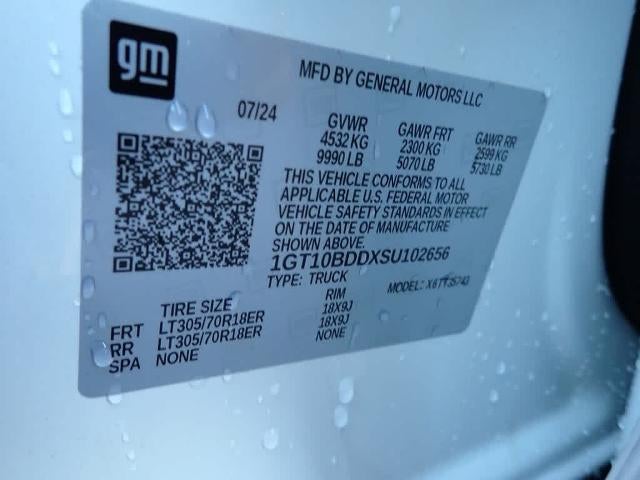 gm
MFD BY GENERAL MOTORS LLC
07/24
GVWR GAWR FRT GAWR RR
4532 KG 2300 KG 2599 KG
9990 LB 5070 LB 5730 LB
THIS VEHICLE CONFORMS TO ALL
APPLICABLE U.S. FEDERAL MOTOR
VEHICLE SAFETY STANDARDS IN EFFECT
ON THE DATE OF MANUFACTURE
SHOWN ABOVE.
1GT10BDDXSU102656
TYPE: TRUCK MODEL:
TIRE SIZE RIM
FRT LT305/70R18ER 18X9J
RR LT305/70R18ER 18X9J
SPA NONE NONE